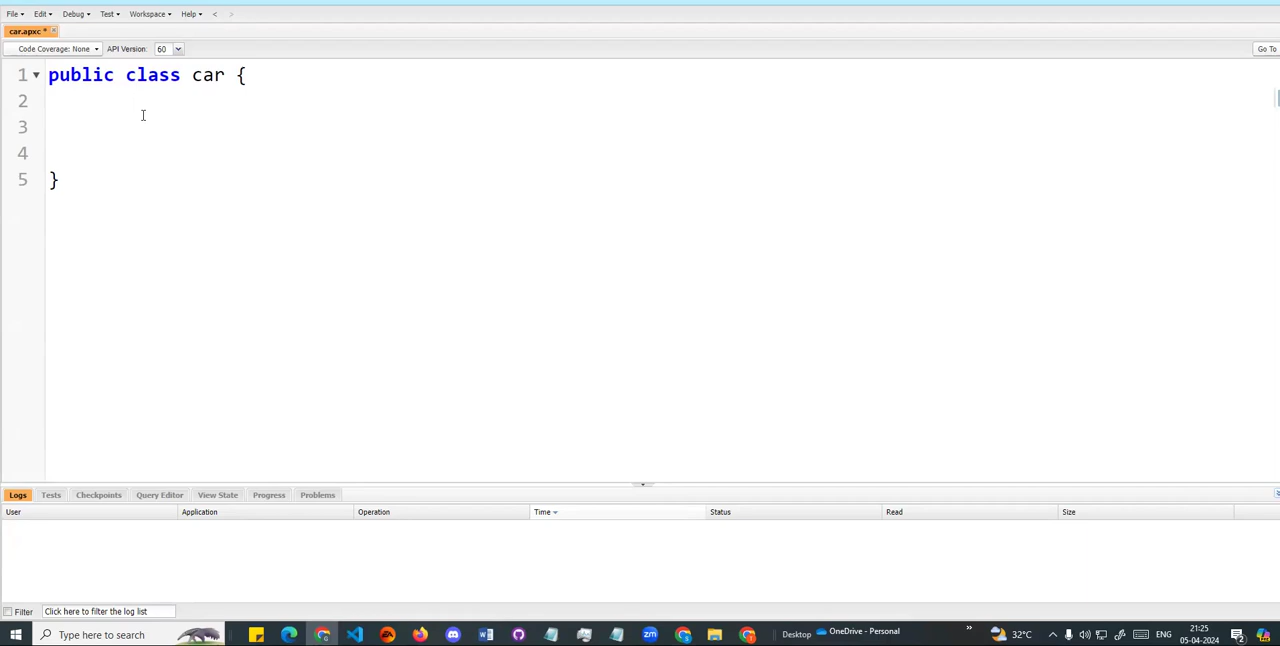 File Edit Debug Test Workspace Help < >
car.apxc *
Code Coverage: None API Version: 60 Go To
1 public class car {
2
3
4
5 }
Logs Tests Checkpoints Query Editor View State Progress Problems
User Application Operation Time Status Read Size
Filter Click here to filter the log list
Type here to search Desktop OneDrive - Personal » 32°C ENG 21:25
05-04-2024 2